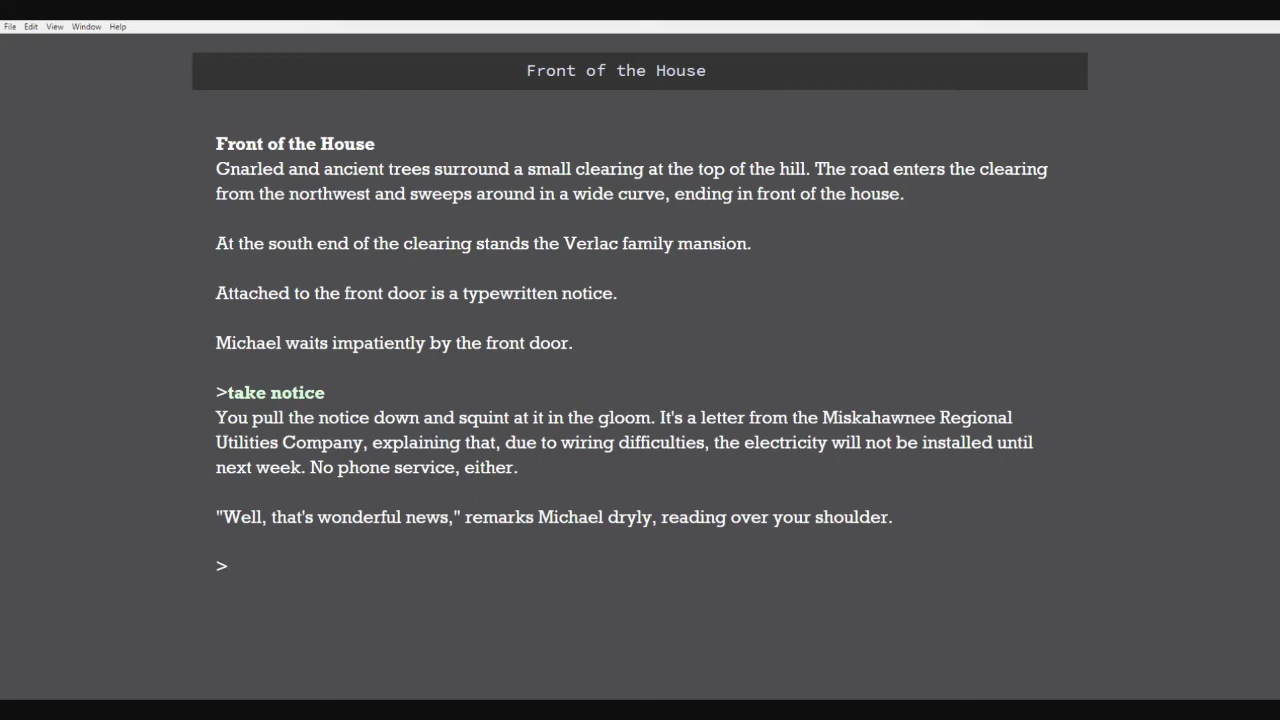 File Edit View Window Help
Front of the House
Front of the House
Gnarled and ancient trees surround a small clearing at the top of the hill. The road enters the clearing
from the northwest and sweeps around in a wide curve, ending in front of the house.
At the south end of the clearing stands the Verlac family mansion.
Attached to the front door is a typewritten notice.
Michael waits impatiently by the front door.
>take notice
You pull the notice down and squint at it in the gloom. It's a letter from the Miskahawnee Regional
Utilities Company, explaining that, due to wiring difficulties, the electricity will not be installed until
next week. No phone service, either.
"Well, that's wonderful news," remarks Michael dryly, reading over your shoulder.
>